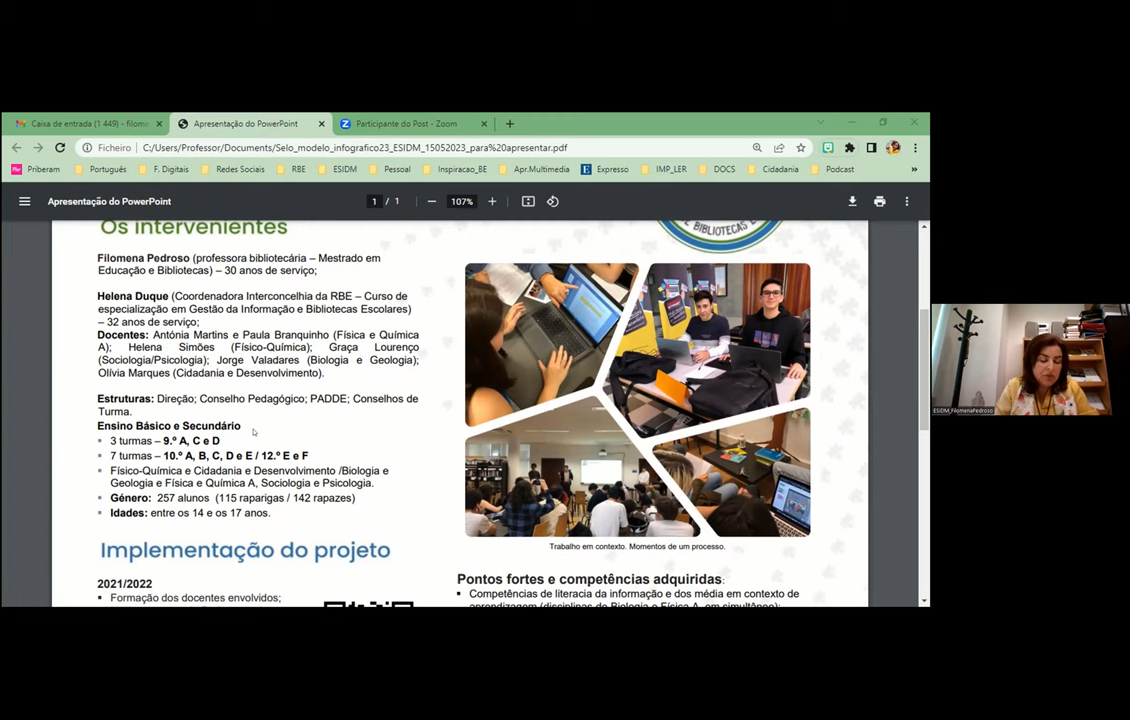 Caixa de entrada (1 449) - filome
Apresentação do PowerPoint
Participante do Post - Zoom
Ficheiro
C:/Users/Professor/Documents/Selo_modelo_infografico23_ESIDM_15052023_para%20apresentar.pdf
Priberam
Português
F. Digitais
Redes Sociais
RBE
ESIDM
Pessoal
Inspiracao_BE
Apr.Multimedia
Expresso
IMP_LER
DOCS
Cidadania
Podcast
»
Apresentação do PowerPoint
1 / 1
107%
Os intervenientes
E BIBLIOTECAS E
Filomena Pedroso (professora bibliotecária – Mestrado em
Educação e Bibliotecas) – 30 anos de serviço;
Helena Duque (Coordenadora Interconcelhia da RBE – Curso de
especialização em Gestão da Informação e Bibliotecas Escolares)
– 32 anos de serviço;
Docentes: Antónia Martins e Paula Branquinho (Física e Química
A); Helena Simões (Físico-Química); Graça Lourenço
(Sociologia/Psicologia); Jorge Valadares (Biologia e Geologia);
Olívia Marques (Cidadania e Desenvolvimento).
Estruturas: Direção; Conselho Pedagógico; PADDE; Conselhos de
Turma.
Ensino Básico e Secundário
▪ 3 turmas – 9.º A, C e D
▪ 7 turmas – 10.º A, B, C, D e E / 12.º E e F
▪ Físico-Química e Cidadania e Desenvolvimento /Biologia e
Geologia e Física e Química A, Sociologia e Psicologia.
▪ Género: 257 alunos (115 raparigas / 142 rapazes)
▪ Idades: entre os 14 e os 17 anos.
Implementação do projeto
2021/2022
▪ Formação dos docentes envolvidos;
Trabalho em contexto. Momentos de um processo.
Pontos fortes e competências adquiridas:
▪ Competências de literacia da informação e dos média em contexto de
aprendizagem (disciplinas de Biologia e Física A, em simultâneo);
ESIDM_FilomenaPedroso